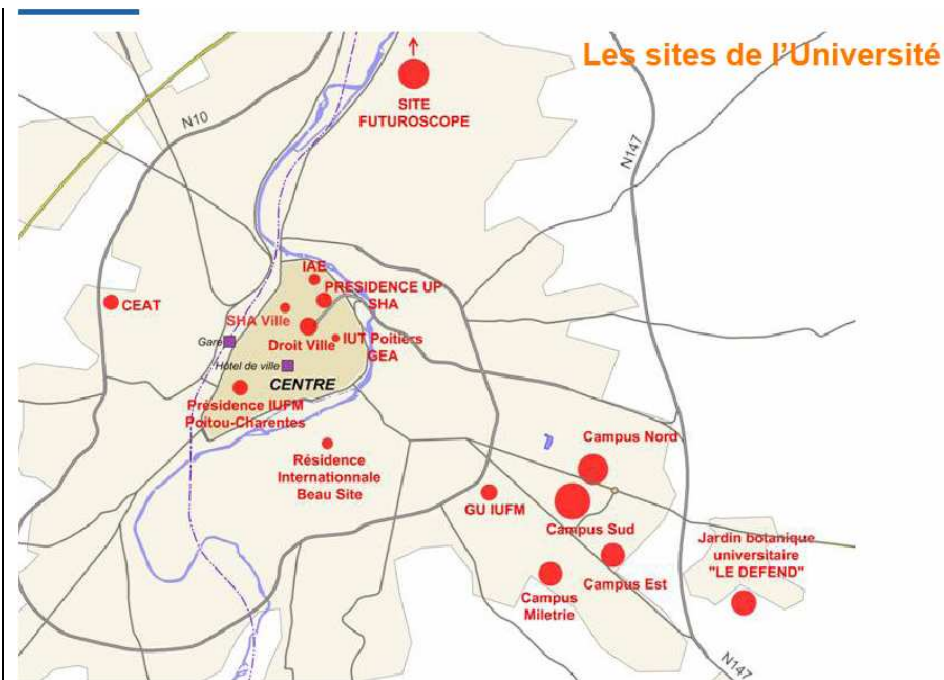 Les sites de l'Université
SITE
FUTUROSCOPE
N10
N147
IAE
PRESIDENCE UP
SHA
CEAT
SHA Ville
Gare
Droit Ville
IUT Poitiers
GEA
Hôtel de ville
CENTRE
Présidence IUFM
Poitou-Charentes
Résidence
Internationnale
Beau Site
GU IUFM
Campus Nord
Campus Sud
Campus Est
Campus
Miletrie
Jardin botanique
universitaire
"LE DEFEND"
N147